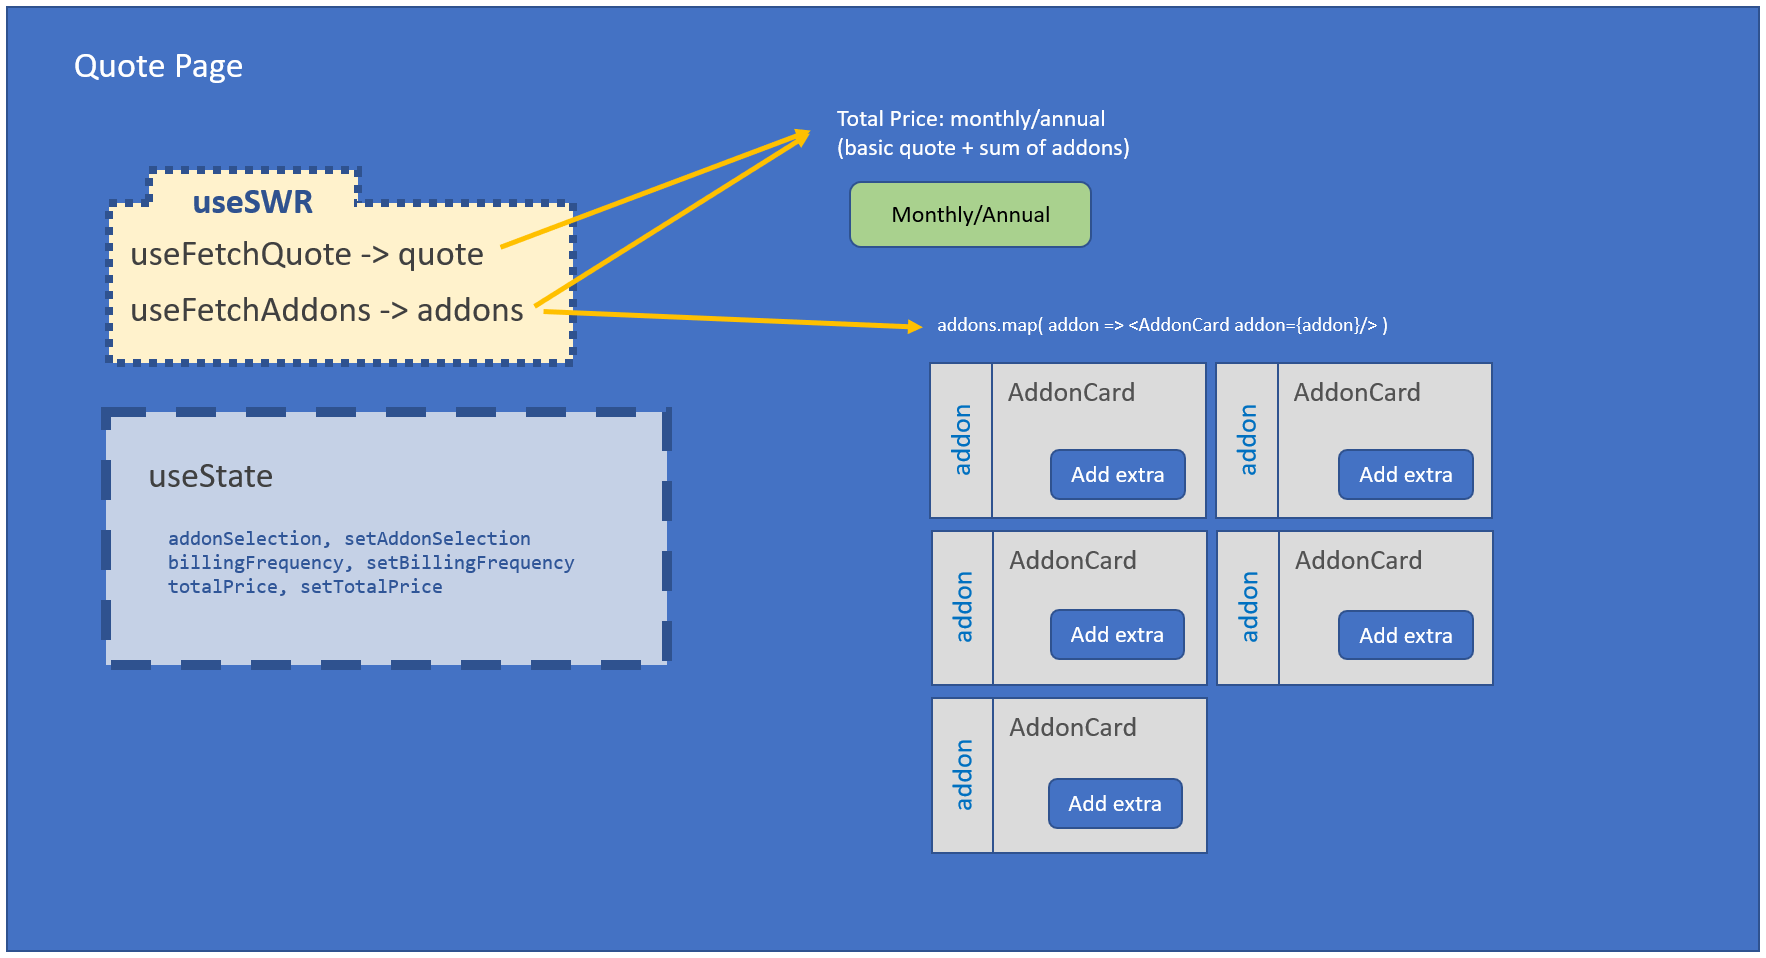 Quote Page
useSWR
useFetchQuote -> quote
useFetchAddons -> addons
useState
addonSelection, setAddonSelection
billingFrequency, setBillingFrequency
totalPrice, setTotalPrice
Total Price: monthly/annual
(basic quote + sum of addons)
Monthly/Annual
addons.map( addon => <AddonCard addon={addon}/> )
addon
AddonCard
Add extra
addon
AddonCard
Add extra
addon
AddonCard
Add extra
addon
AddonCard
Add extra
addon
AddonCard
Add extra